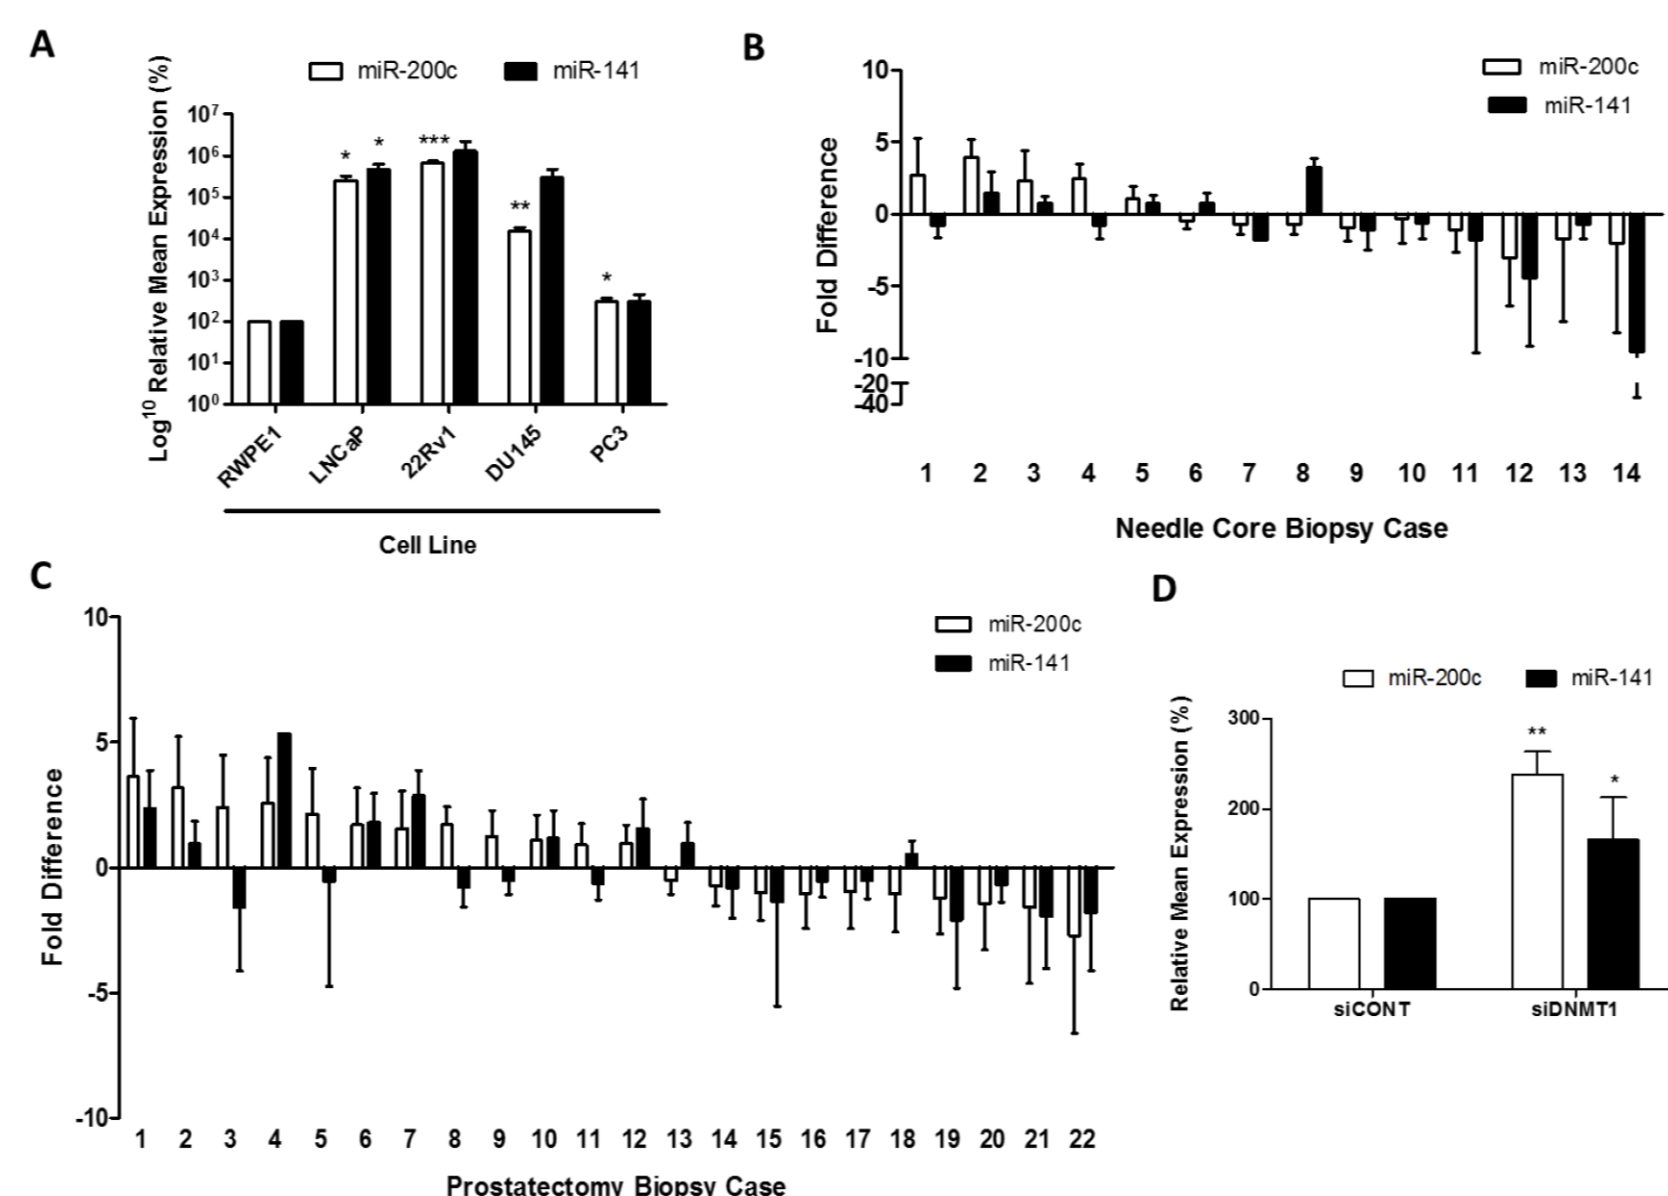 A
miR-200c miR-141
Log10 Relative Mean Expression (%)
10^7
10^6
10^5
10^4
10^3
10^2
10^1
10^0
* * *** ** *
RWPE1 LNCaP 22Rv1 DU145 PC3
Cell Line
B
miR-200c
miR-141
Fold Difference
10
5
0
-5
-10
-20
-40
1 2 3 4 5 6 7 8 9 10 11 12 13 14
Needle Core Biopsy Case
C
miR-200c
miR-141
Fold Difference
10
5
0
-5
-10
1 2 3 4 5 6 7 8 9 10 11 12 13 14 15 16 17 18 19 20 21 22
Prostatectomy Biopsy Case
D
miR-200c miR-141
Relative Mean Expression (%)
300
200
100
0
** *
siCONT siDNMT1